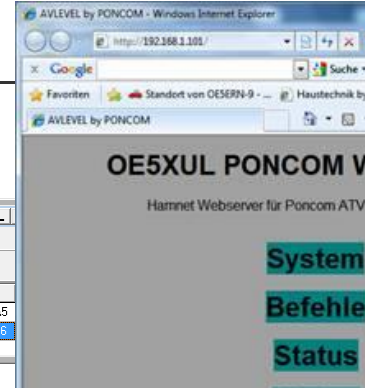 AVLEVEL by PONCOM - Windows Internet Explorer
http://192.168.1.101/
x Google Suche
Favoriten Standort von OE5ERN-9 - ... Haustechnik by
AVLEVEL by PONCOM
OE5XUL PONCOM W
Hamnet Webserver für Poncom ATV
System
Befehle
Status
.5
6